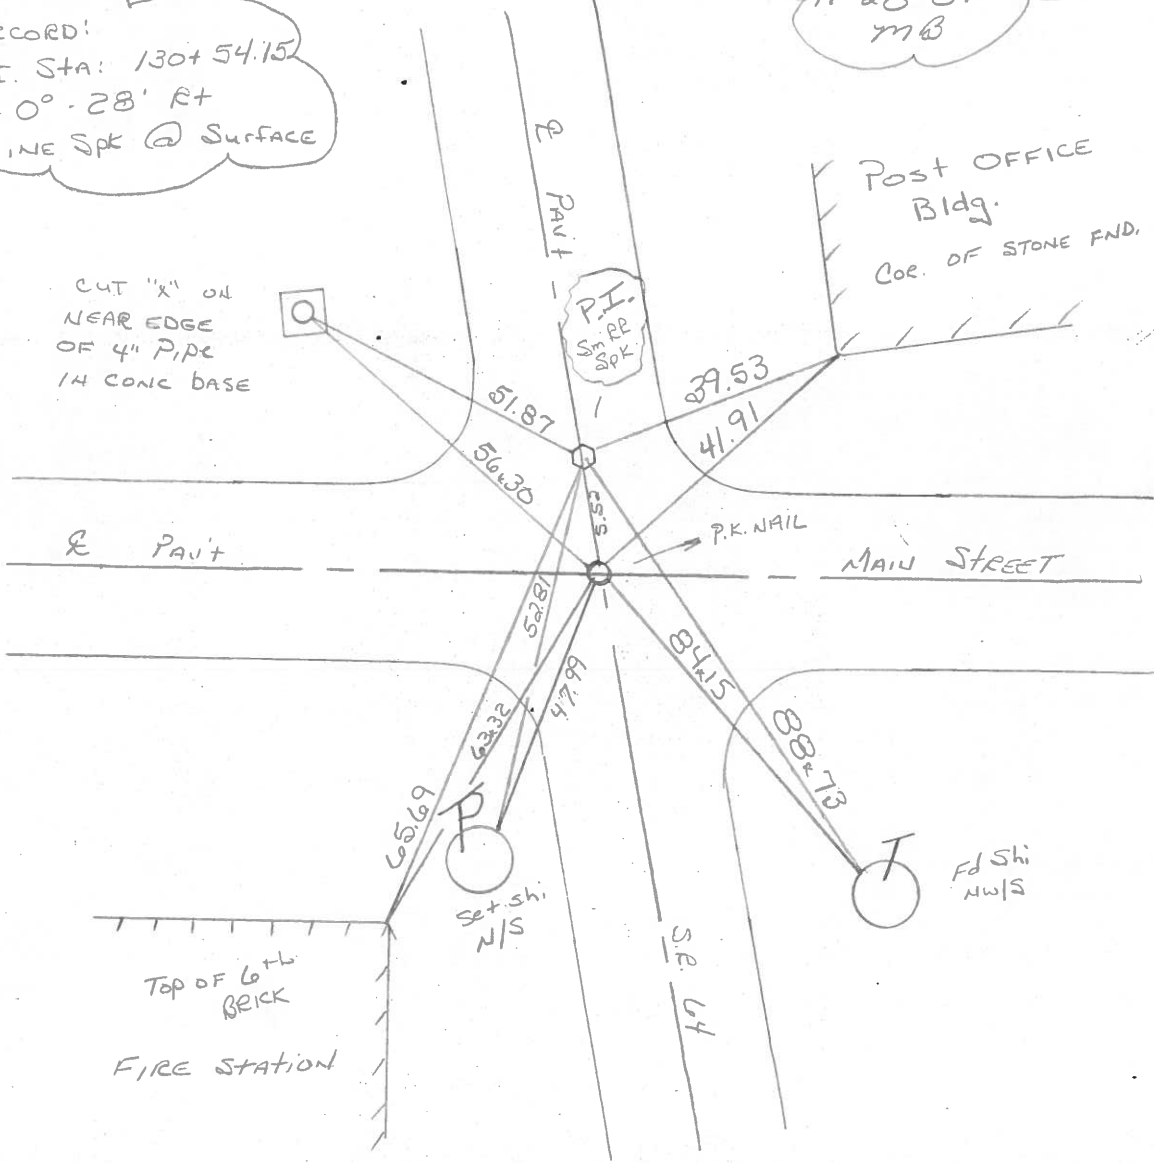 CORD:
Sta: 130+54.15
0°-28' Rt
INE Spk @ Surface
mB
℄ Pav't
Post OFFICE
Bldg.
Cor. OF STONE FND.
CUT "X" ON
NEAR EDGE
OF 4" Pipe
IN CONC BASE
P.I.
Sm RR
Spk
39.53
41.91
51.87
56.30
5.53
P.K. NAIL
℄ Pav't
MAIN STREET
52.81
47.99
63.32
65.69
84.15
88.73
Set Shi
N/S
Fd Shi
NW/S
Top OF 6th
BRICK
FIRE STATION
S.R. 64